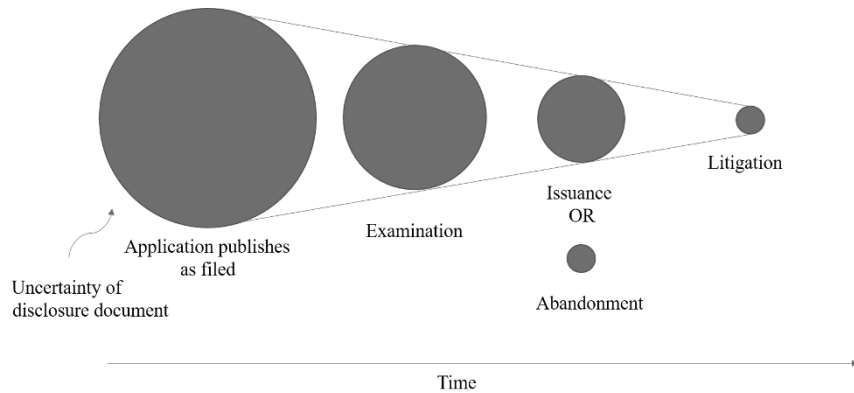 Application publishes
as filed
Uncertainty of
disclosure document
Examination
Issuance
OR
Abandonment
Litigation
Time